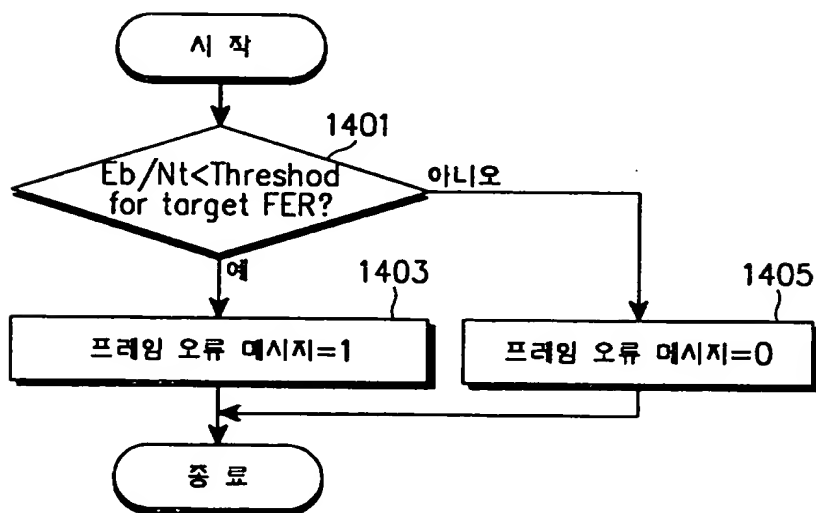 시 작
1401
Eb/Nt<Threshod
for target FER?
아니오
예
1403
1405
프레임 오류 메시지=1
프레임 오류 메시지=0
종 료